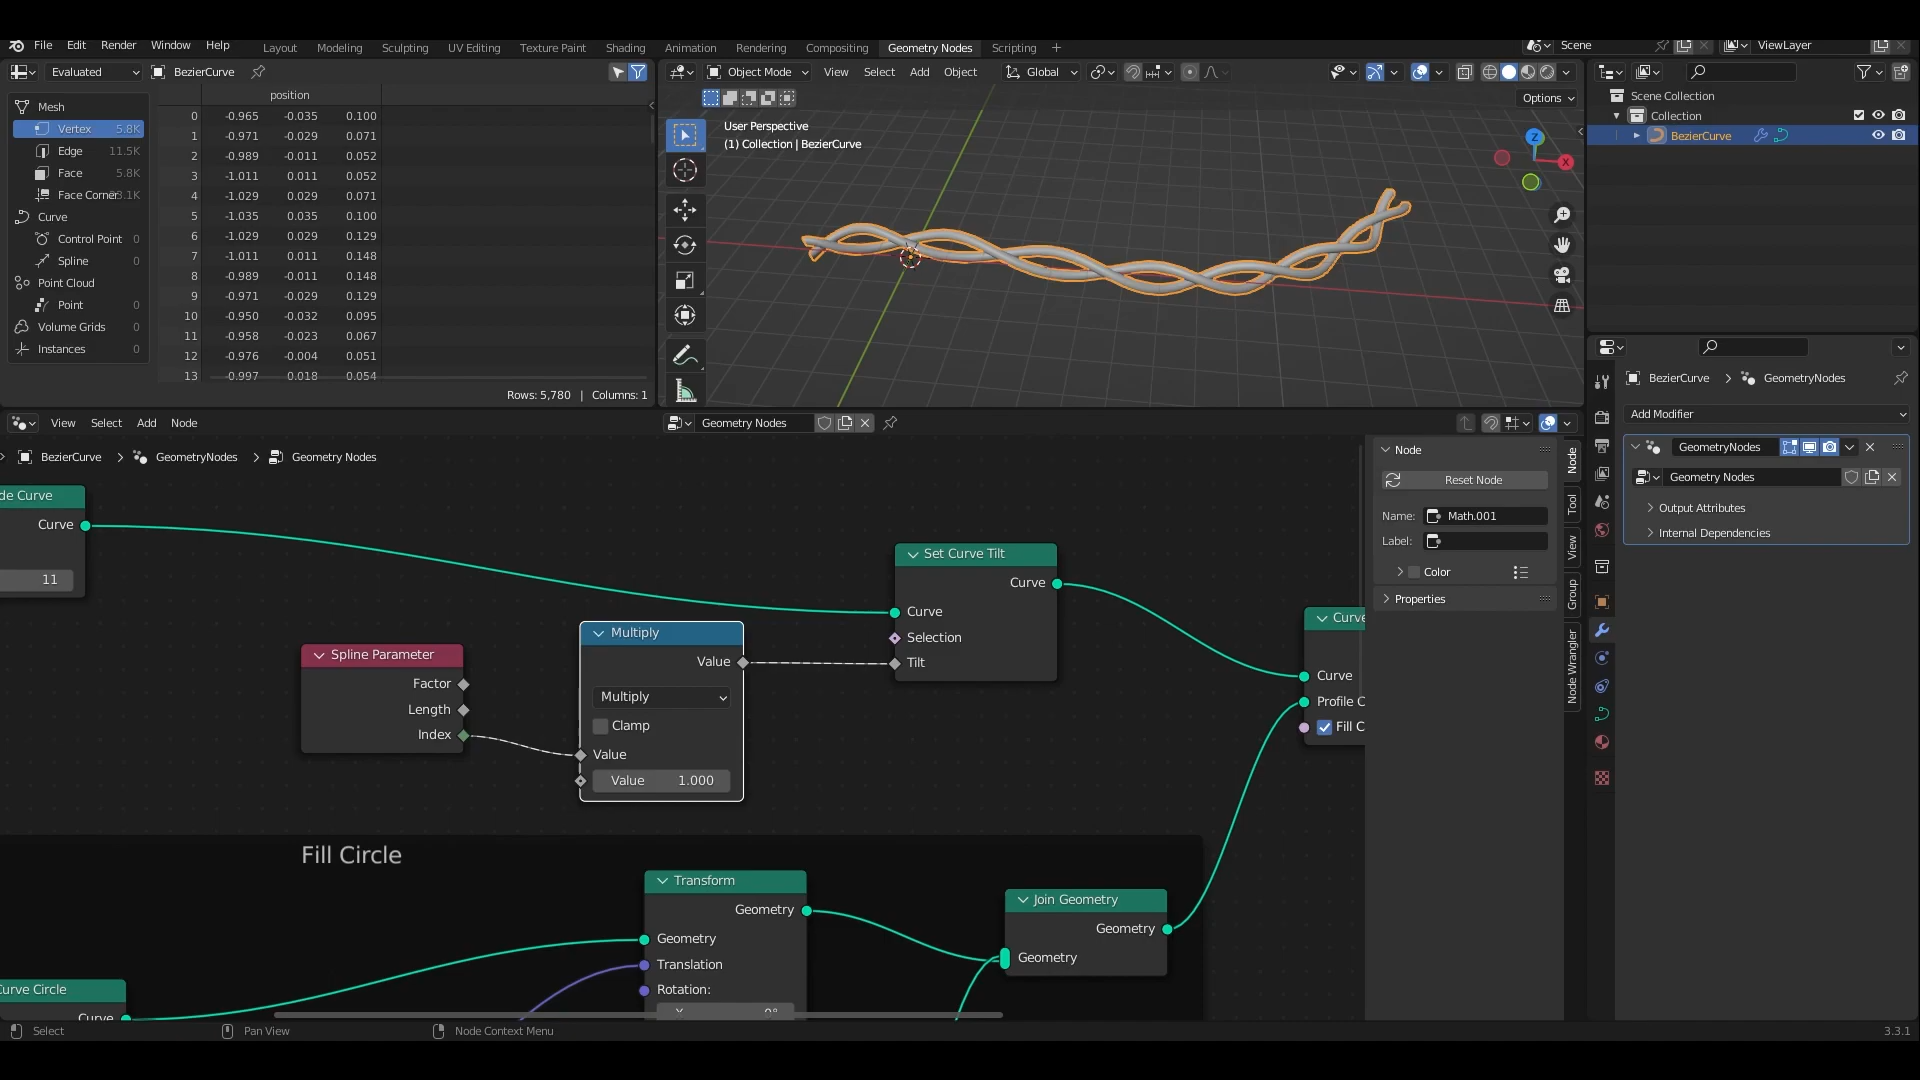 File Edit Render Window Help
Layout Modeling Sculpting UV Editing Texture Paint Shading Animation Rendering Compositing Geometry Nodes Scripting +
Scene
ViewLayer
Evaluated
BezierCurve
position
Mesh
Vertex 5.8K
Edge 11.5K
Face 5.8K
Face Corne
Curve
Control Point 0
Spline 0
Point Cloud
Point 0
Volume Grids 0
Instances 0
0 -0.965 -0.035 0.100
1 -0.971 -0.029 0.071
2 -0.989 -0.011 0.052
3 -1.011 0.011 0.052
4 -1.029 0.029 0.071
5 -1.035 0.035 0.100
6 -1.029 0.029 0.129
7 -1.011 0.011 0.148
8 -0.989 -0.011 0.148
9 -0.971 -0.029 0.129
10 -0.950 -0.032 0.095
11 -0.958 -0.023 0.067
12 -0.976 -0.004 0.051
13 -0.997 0.018 0.054
Rows: 5,780 | Columns: 1
Object Mode View Select Add Object Global
Options
User Perspective
(1) Collection | BezierCurve
Z
X
Scene Collection
Collection
BezierCurve
BezierCurve > GeometryNodes
Add Modifier
GeometryNodes
Geometry Nodes
Output Attributes
Internal Dependencies
View Select Add Node
Geometry Nodes
BezierCurve > GeometryNodes > Geometry Nodes
de Curve
Curve
11
Spline Parameter
Factor
Length
Index
Multiply
Value
Multiply
Clamp
Value
Value 1.000
Set Curve Tilt
Curve
Curve
Selection
Tilt
Curve
Curve
Profile C
Fill C
Fill Circle
Transform
Geometry
Geometry
Translation
Rotation:
X 0°
Join Geometry
Geometry
Geometry
Curve Circle
Curve
Node
Reset Node
Name: Math.001
Label:
Color
Properties
Node
Tool
View
Group
Node Wrangler
Select
Pan View
Node Context Menu
3.3.1